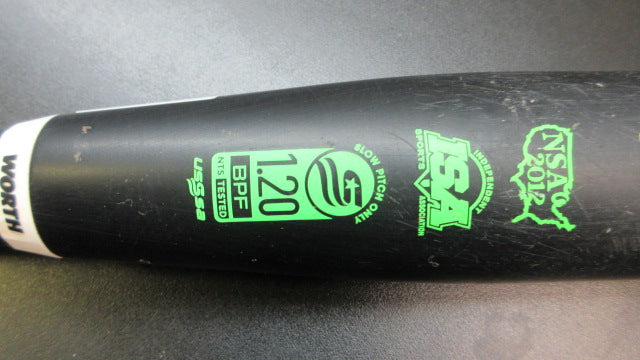 WORTH
USSSA
NTS TESTED
BPF
1.20
SLOW PITCH ONLY
INDEPENDENT
ISA
SPORTS ASSOCIATION
NSA
2012